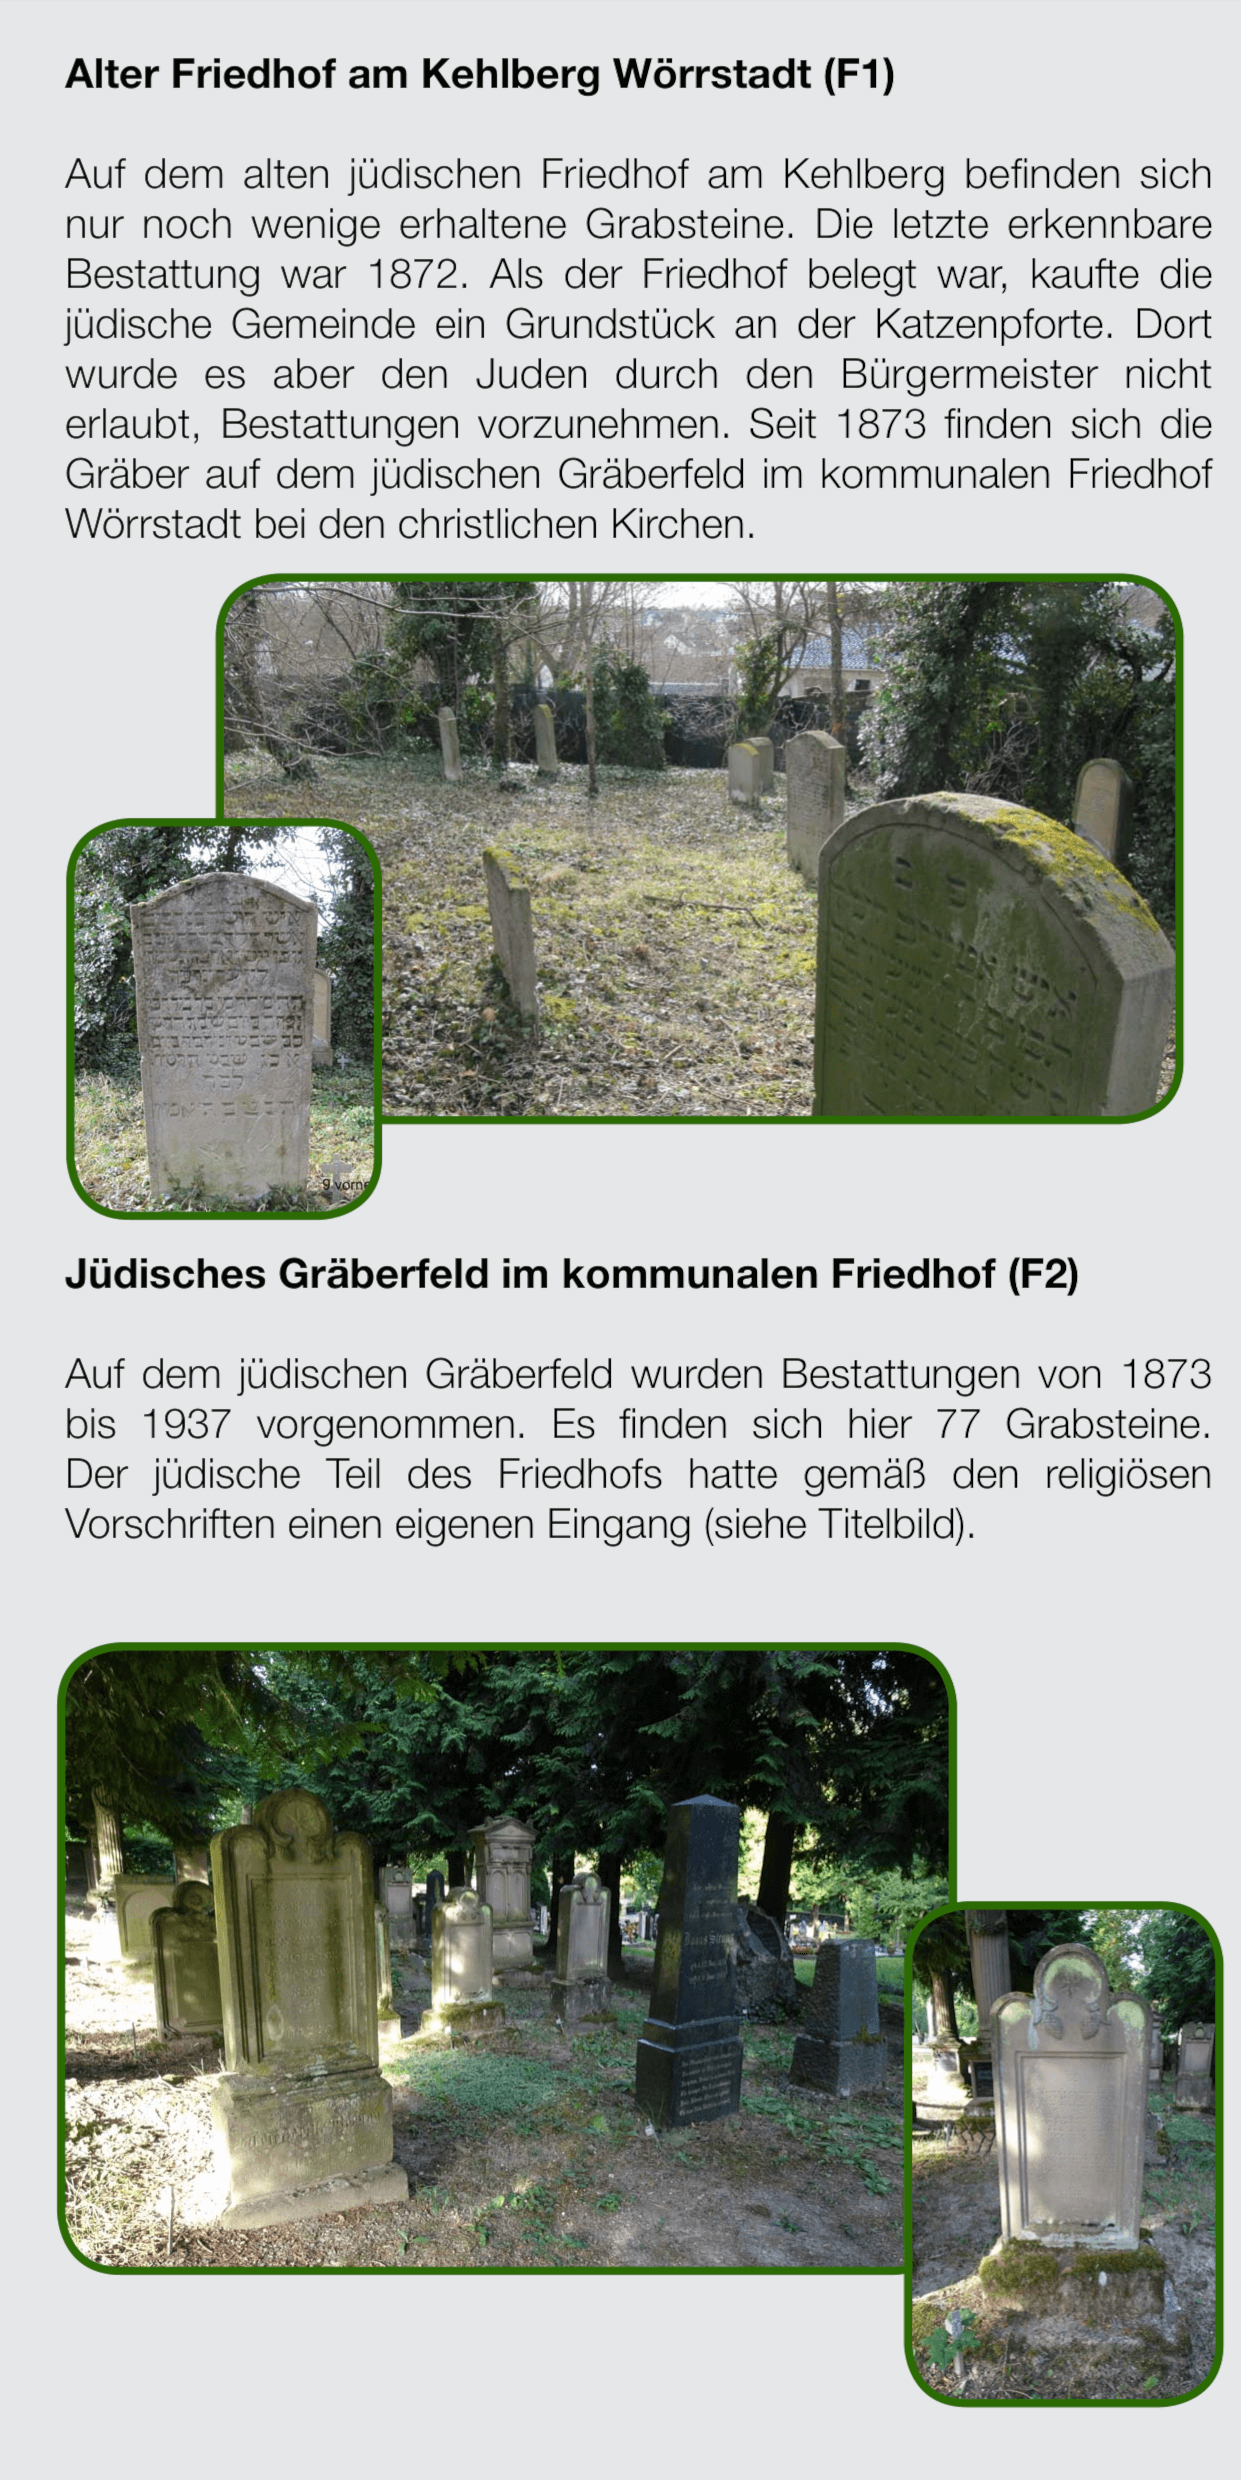 Alter Friedhof am Kehlberg Wörrstadt (F1)
Auf dem alten jüdischen Friedhof am Kehlberg befinden sich
nur noch wenige erhaltene Grabsteine. Die letzte erkennbare
Bestattung war 1872. Als der Friedhof belegt war, kaufte die
jüdische Gemeinde ein Grundstück an der Katzenpforte. Dort
wurde es aber den Juden durch den Bürgermeister nicht
erlaubt, Bestattungen vorzunehmen. Seit 1873 finden sich die
Gräber auf dem jüdischen Gräberfeld im kommunalen Friedhof
Wörrstadt bei den christlichen Kirchen.
9 vorne
Jüdisches Gräberfeld im kommunalen Friedhof (F2)
Auf dem jüdischen Gräberfeld wurden Bestattungen von 1873
bis 1937 vorgenommen. Es finden sich hier 77 Grabsteine.
Der jüdische Teil des Friedhofs hatte gemäß den religiösen
Vorschriften einen eigenen Eingang (siehe Titelbild).